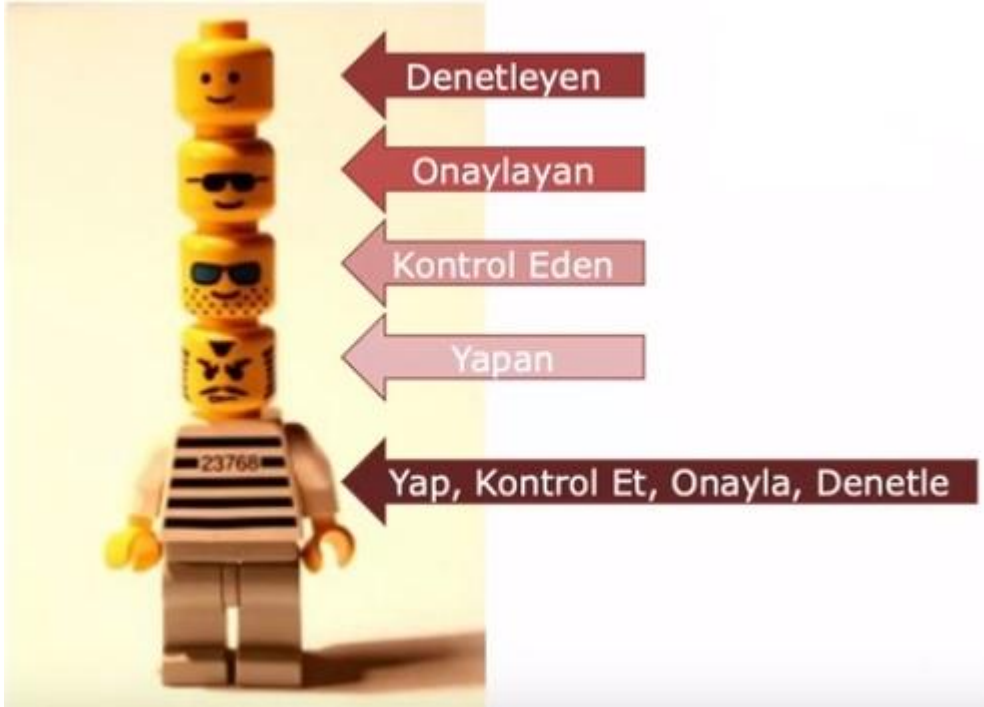 Denetleyen
Onaylayan
Kontrol Eden
Yapan
23768
Yap, Kontrol Et, Onayla, Denetle